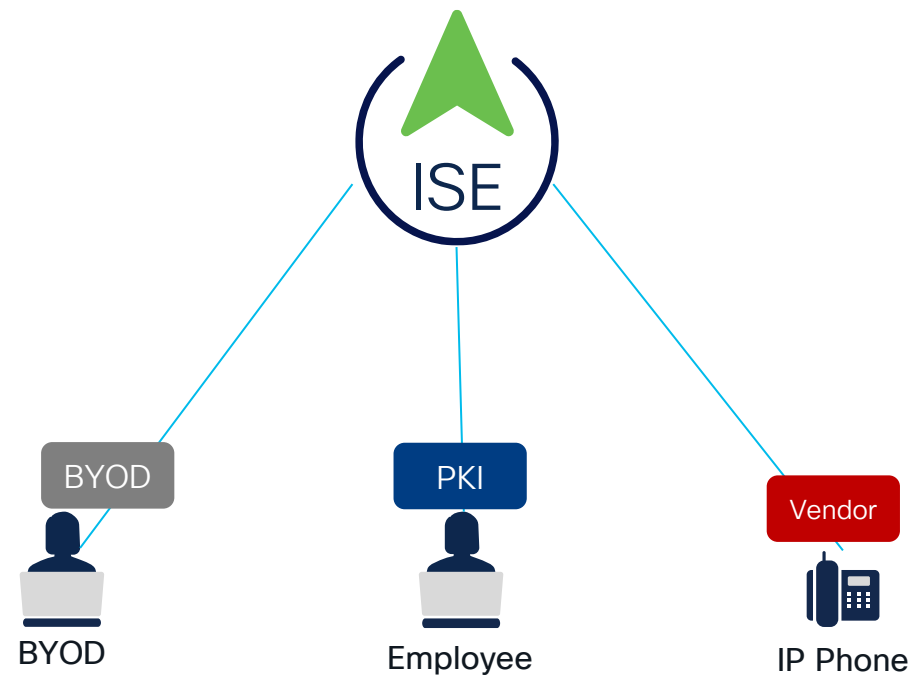 ISE
BYOD
PKI
Vendor
BYOD
Employee
IP Phone